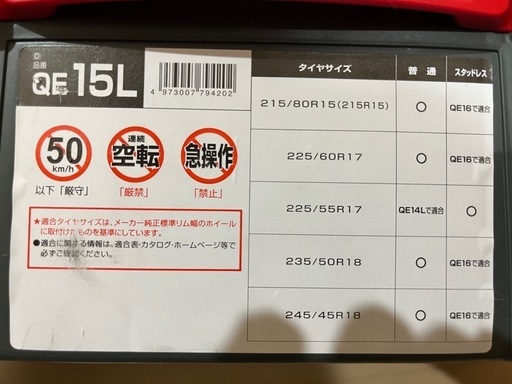 D
品番
QE 15L
4 973007 794202
50
km/h
以下「厳守」
連続
空転
「厳禁」
急操作
「禁止」
★適合タイヤサイズは、メーカー純正標準リム幅のホイール
に取付けたものを基準にしています。
●適合に関する情報は、適合表・カタログ・ホームページ等で
必ずご確認ください。
タイヤサイズ 普通 スタッドレス
215/80R15(215R15) ○ QE16で適合
225/60R17 ○ QE16で適合
225/55R17 QE14Lで適合 ○
235/50R18 ○ QE16で適合
245/45R18 ○ QE16で適合